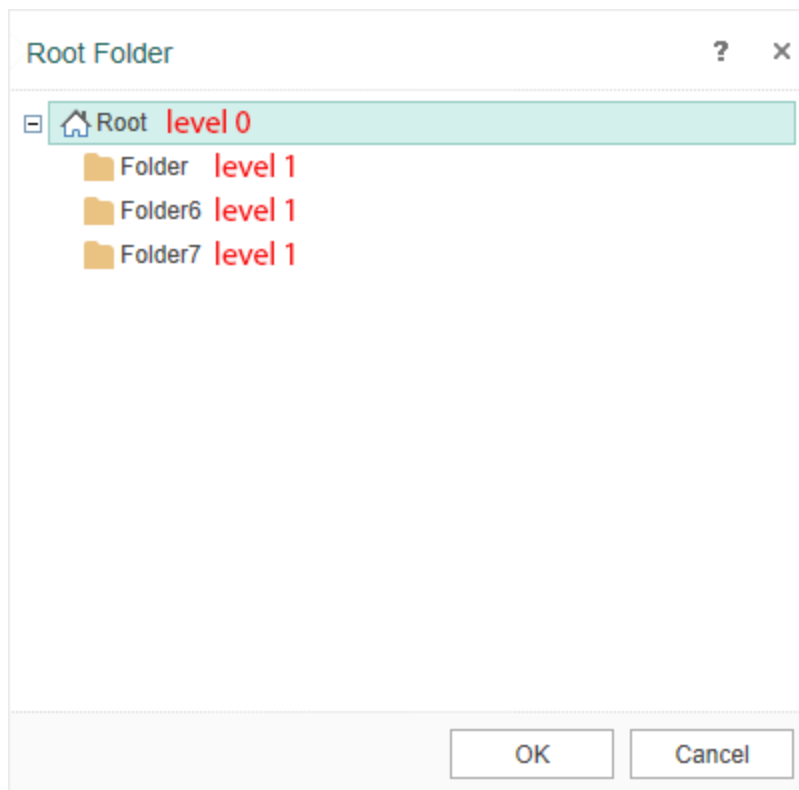 Root Folder ? ×
Root level 0
Folder level 1
Folder6 level 1
Folder7 level 1
OK Cancel